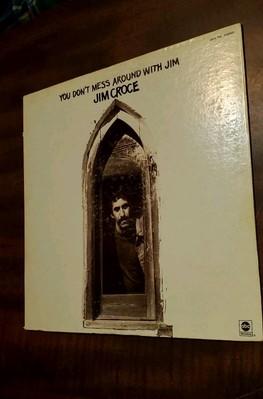 YOU DON'T MESS AROUND WITH JIM
JIM CROCE
abc